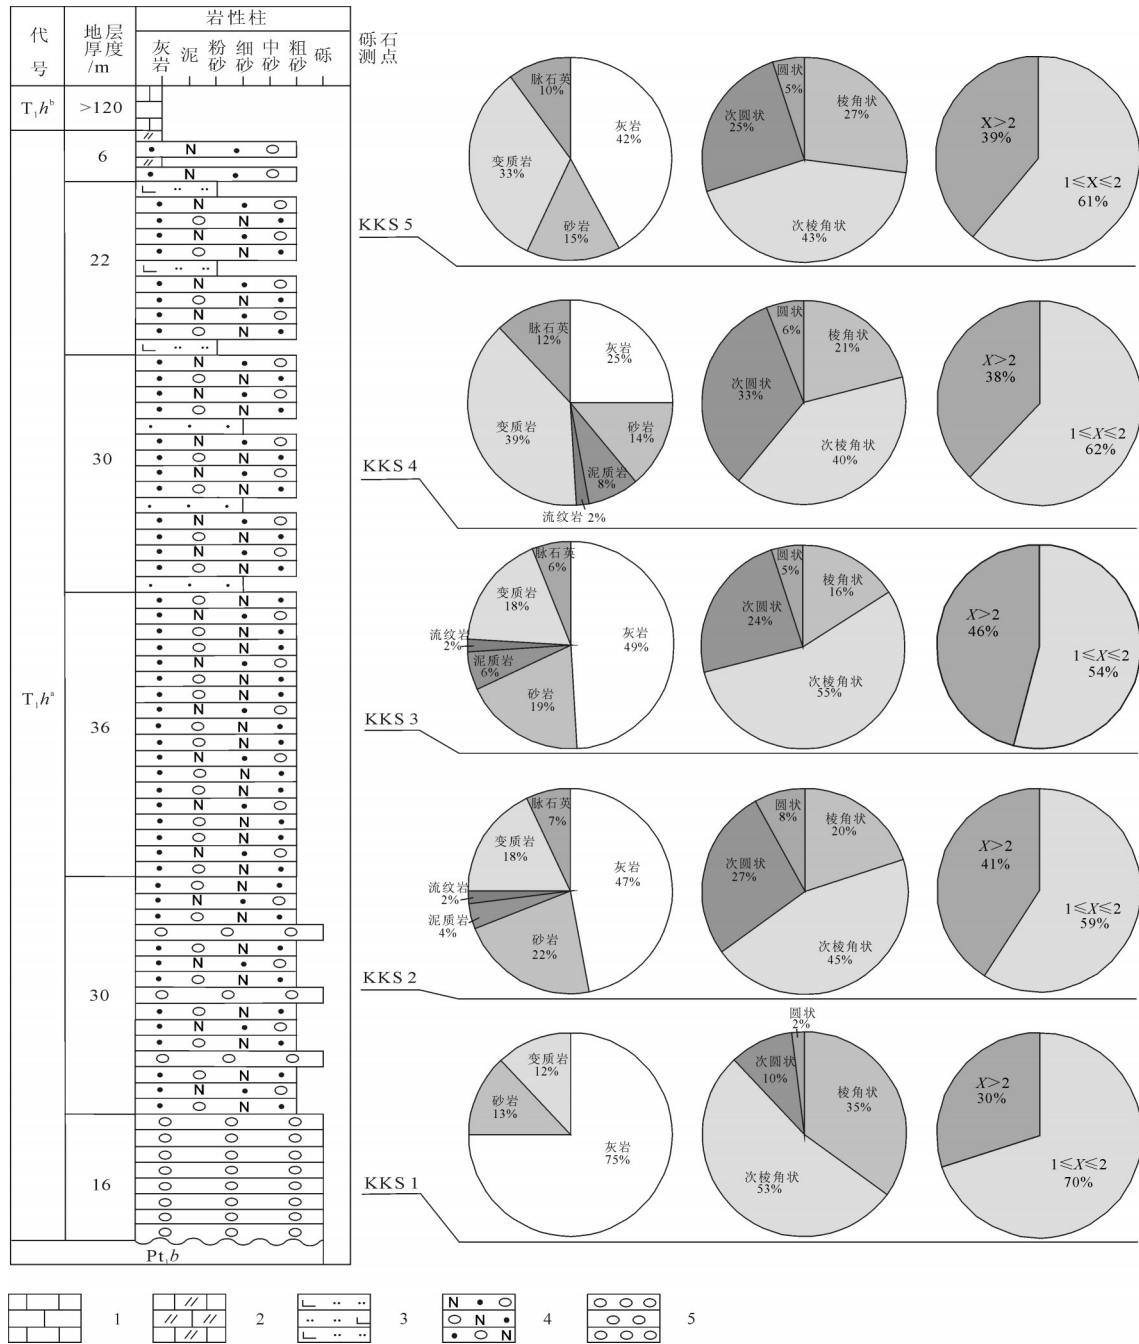 代号
地层厚度/m
岩性柱
灰岩 泥 粉砂 细砂 中砂 粗砂 砾
砾石测点
T₁hᵇ
>120
6
22
30
T₁hᵃ
36
30
16
Pt₁b
KKS 5
脉石英 10%
灰岩 42%
变质岩 33%
砂岩 15%
圆状 5%
棱角状 27%
次圆状 25%
次棱角状 43%
X>2 39%
1≤X≤2 61%
KKS 4
脉石英 12%
灰岩 25%
变质岩 39%
砂岩 14%
泥质岩 8%
流纹岩 2%
圆状 6%
棱角状 21%
次圆状 33%
次棱角状 40%
X>2 38%
1≤X≤2 62%
KKS 3
脉石英 6%
变质岩 18%
灰岩 49%
流纹岩 2%
泥质岩 6%
砂岩 19%
圆状 5%
棱角状 16%
次圆状 24%
次棱角状 55%
X>2 46%
1≤X≤2 54%
KKS 2
脉石英 7%
变质岩 18%
灰岩 47%
流纹岩 2%
泥质岩 4%
砂岩 22%
圆状 8%
棱角状 20%
次圆状 27%
次棱角状 45%
X>2 41%
1≤X≤2 59%
KKS 1
变质岩 12%
砂岩 13%
灰岩 75%
圆状 2%
次圆状 10%
棱角状 35%
次棱角状 53%
X>2 30%
1≤X≤2 70%
1 2 3 4 5